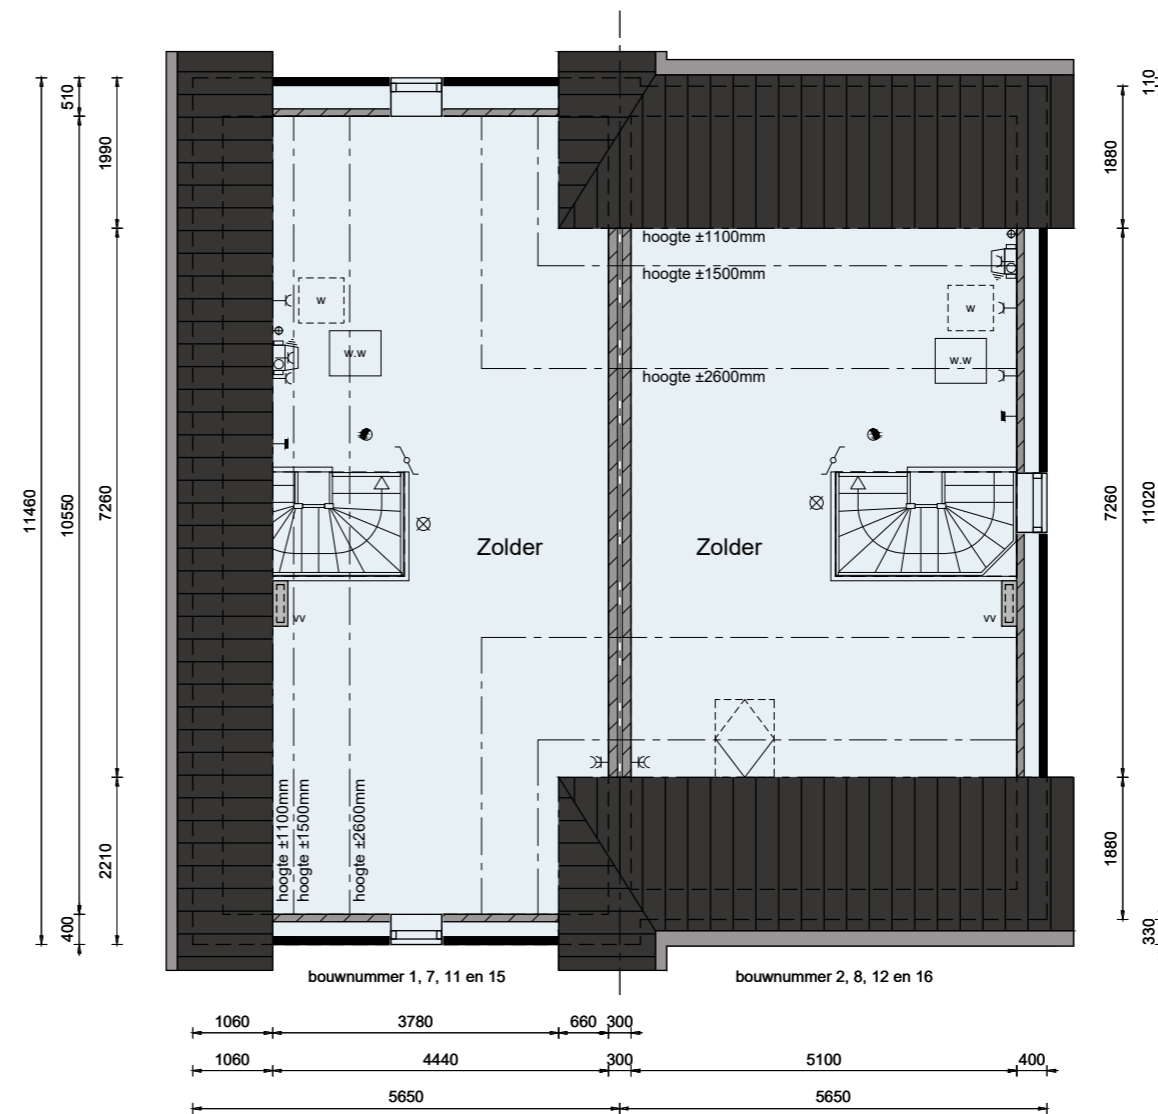 510
1990
110
1880
hoogte ±1100mm
hoogte ±1500mm
w
w
w.w
w.w
hoogte ±2600mm
11460
10550
7260
7260
11020
Zolder
Zolder
vv
vv
hoogte ±1100mm
hoogte ±1500mm
hoogte ±2600mm
2210
400
1880
330
bouwnummer 1, 7, 11 en 15
bouwnummer 2, 8, 12 en 16
1060 3780 660 300
1060 4440 300 5100 400
5650 5650